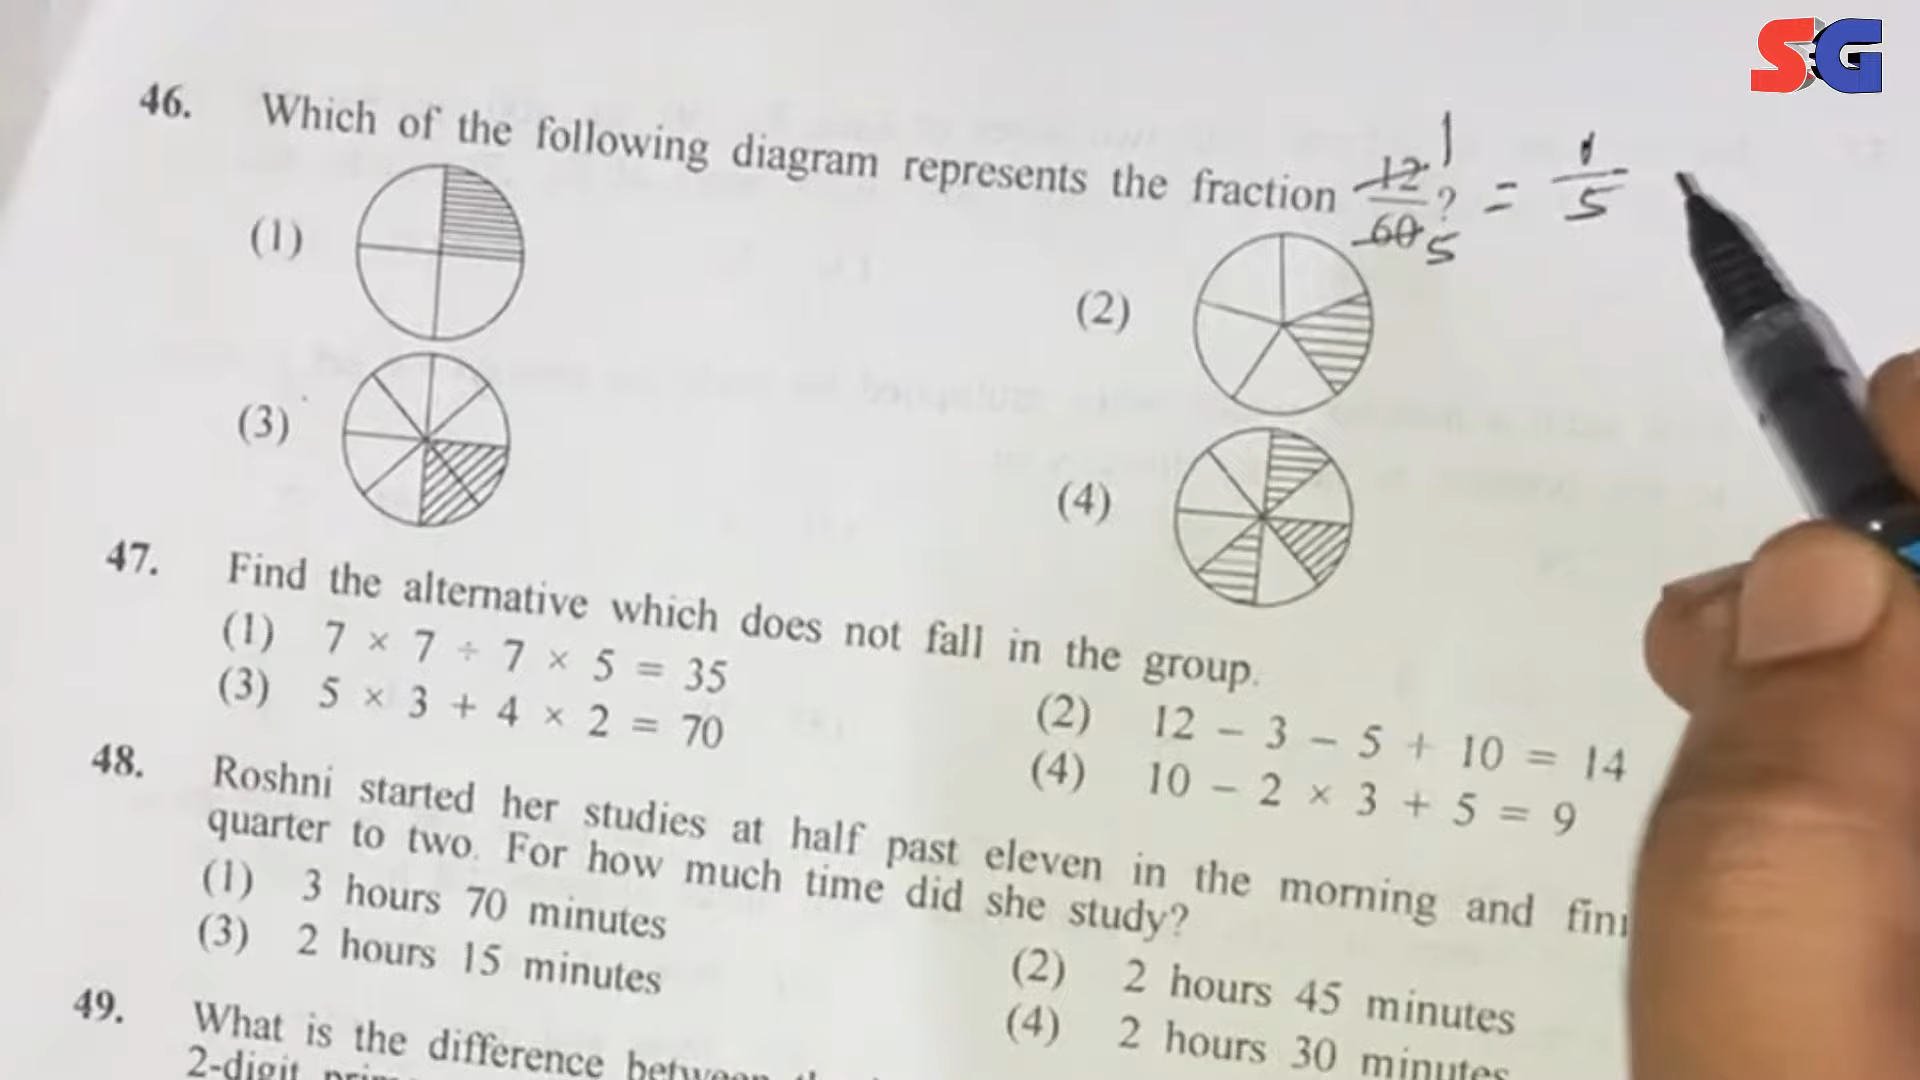 SG
46. Which of the following diagram represents the fraction 12/60? = 1/5
1
5
(1)
(2)
(3)
(4)
47. Find the alternative which does not fall in the group.
(1) 7 × 7 ÷ 7 × 5 = 35
(2) 12 − 3 − 5 + 10 = 14
(3) 5 × 3 + 4 × 2 = 70
(4) 10 − 2 × 3 + 5 = 9
48. Roshni started her studies at half past eleven in the morning and
quarter to two. For how much time did she study?
(1) 3 hours 70 minutes
(2) 2 hours 45 minutes
(3) 2 hours 15 minutes
(4) 2 hours 30 minutes
49. What is the difference between
2-digit